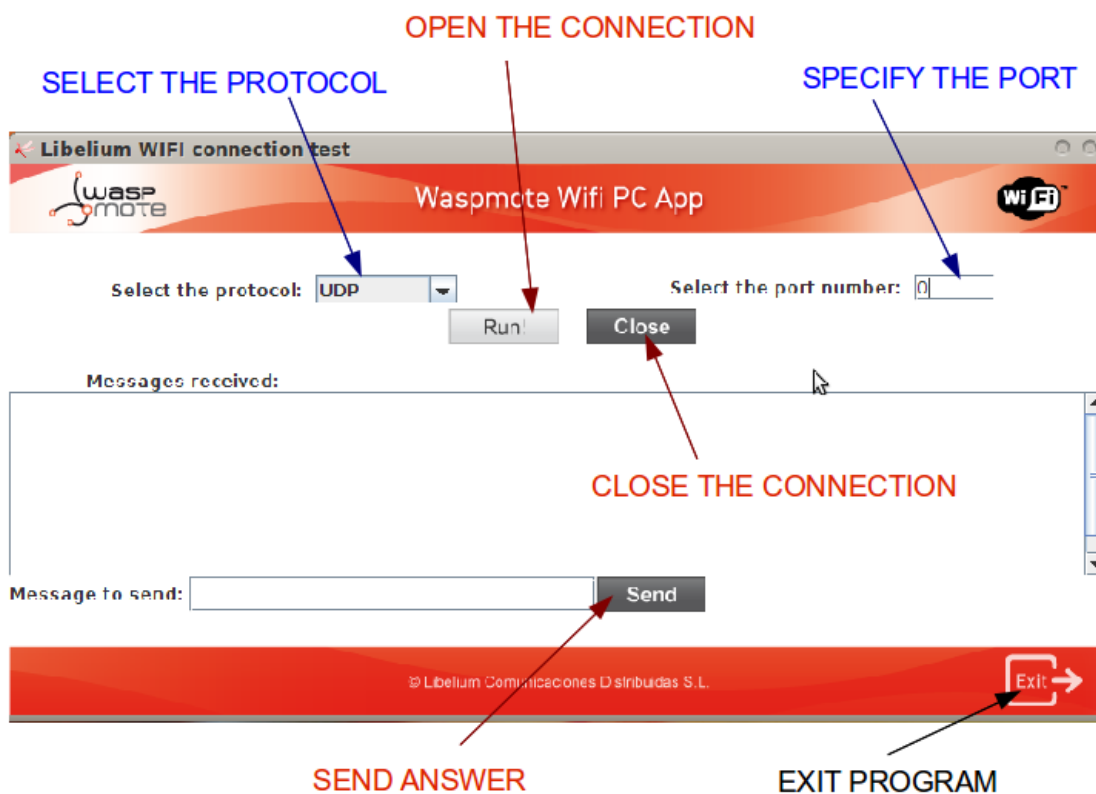 OPEN THE CONNECTION
SELECT THE PROTOCOL
SPECIFY THE PORT
Libelium WIFI connection test
wasp
mote
Waspmote Wifi PC App
Wi Fi™
Select the protocol: UDP
Select the port number: 0
Run!
Close
Messages received:
CLOSE THE CONNECTION
Message to send:
Send
© Libelium Comunicaciones Distribuidas S.L.
Exit
SEND ANSWER
EXIT PROGRAM